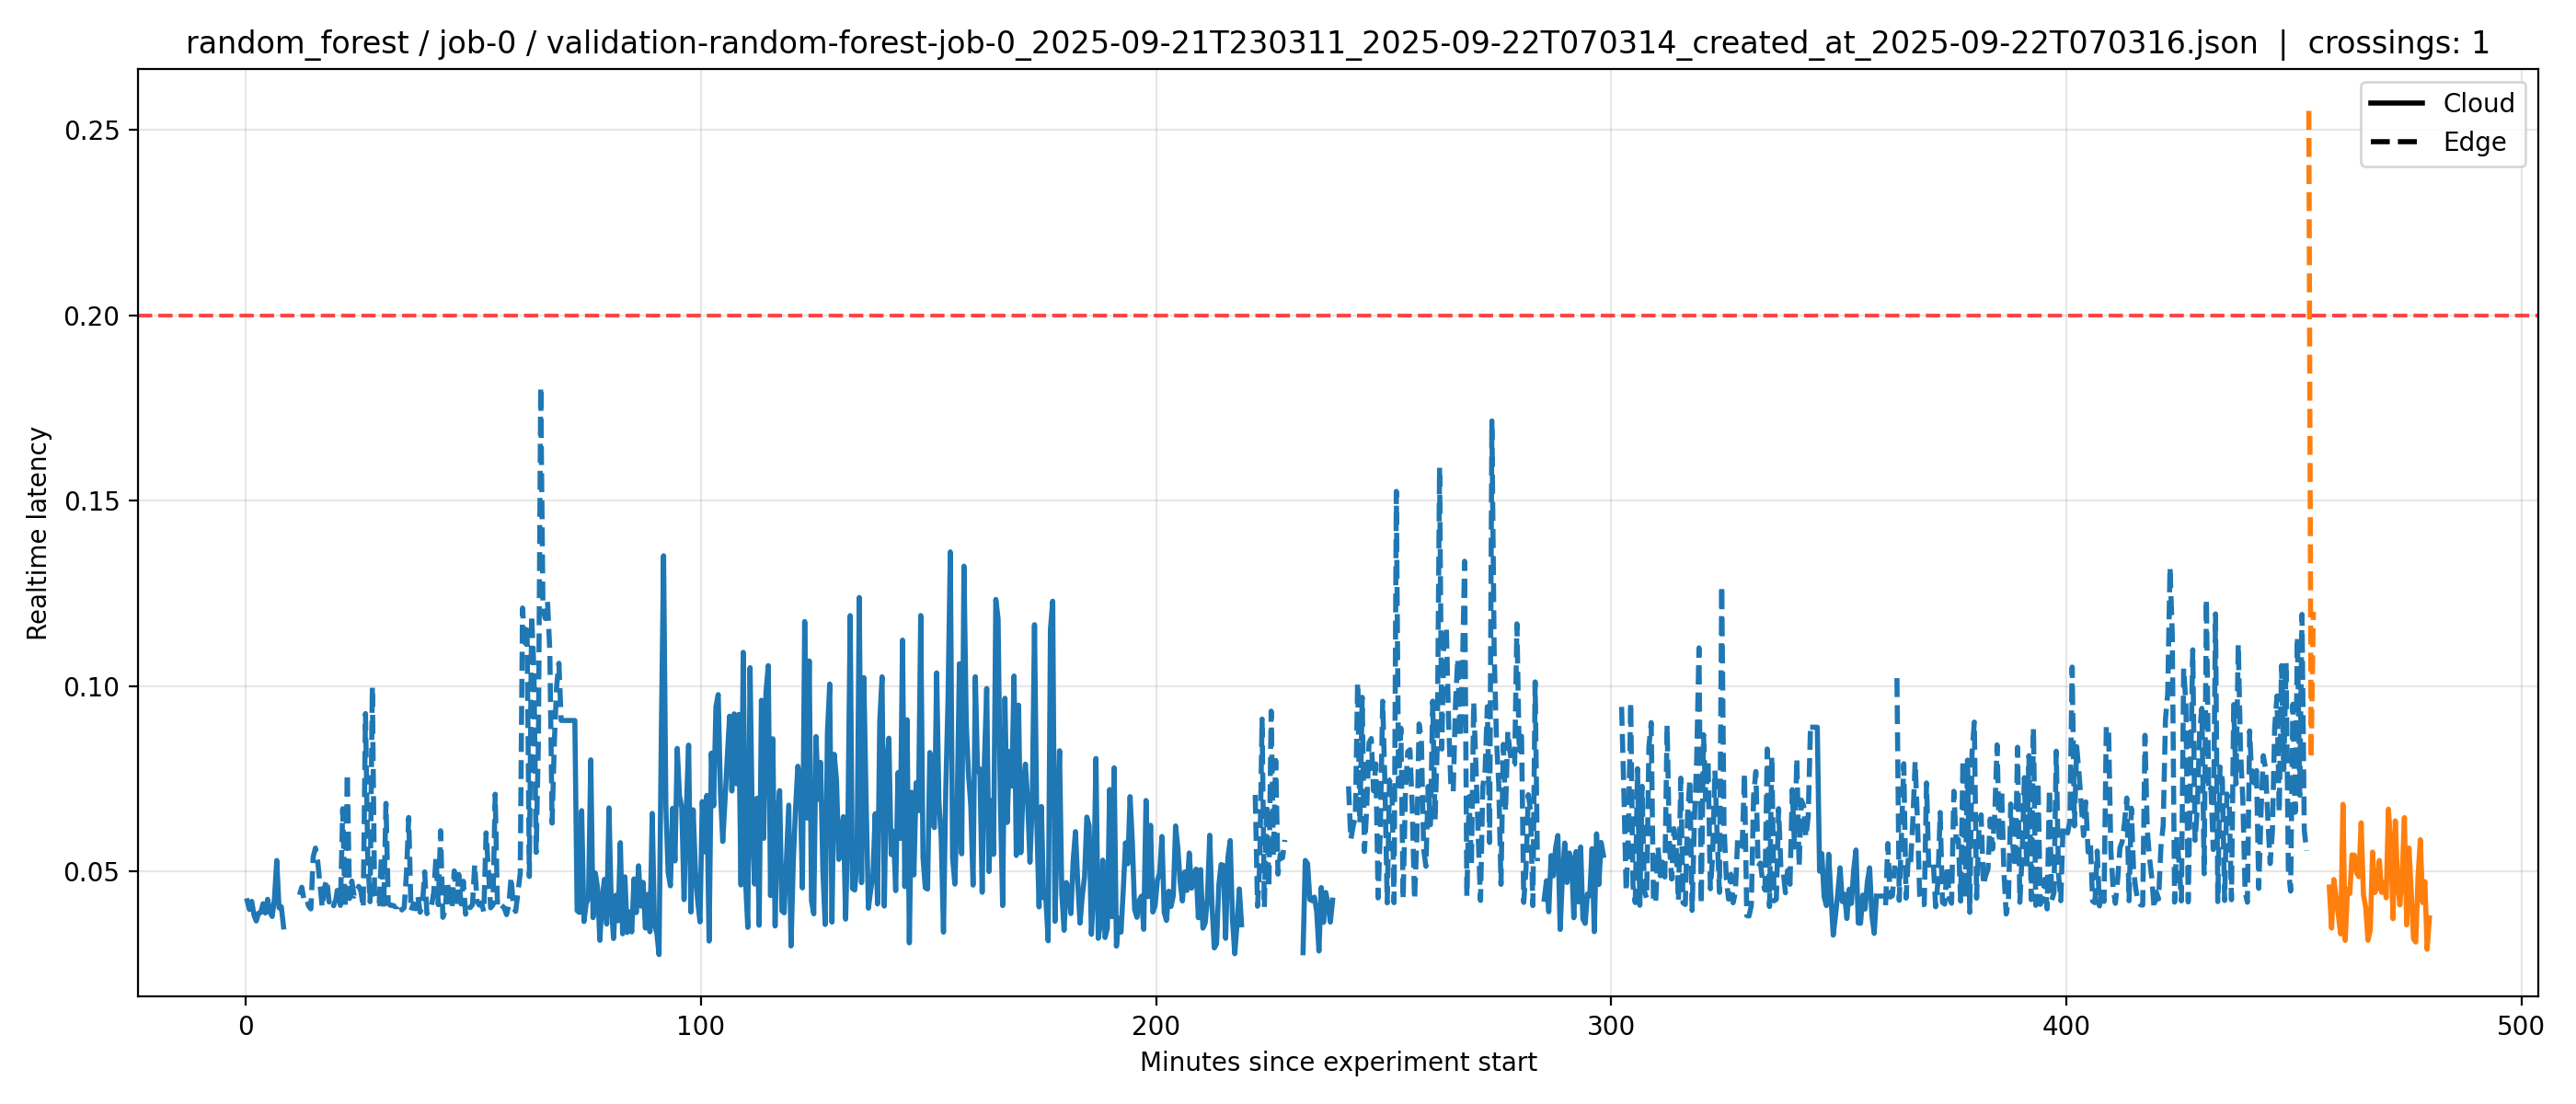 random_forest / job-0 / validation-random-forest-job-0_2025-09-21T230311_2025-09-22T070314_created_at_2025-09-22T070316.json | crossings: 1
Cloud
Edge
Realtime latency
0.25
0.20
0.15
0.10
0.05
0
100
200
300
400
500
Minutes since experiment start